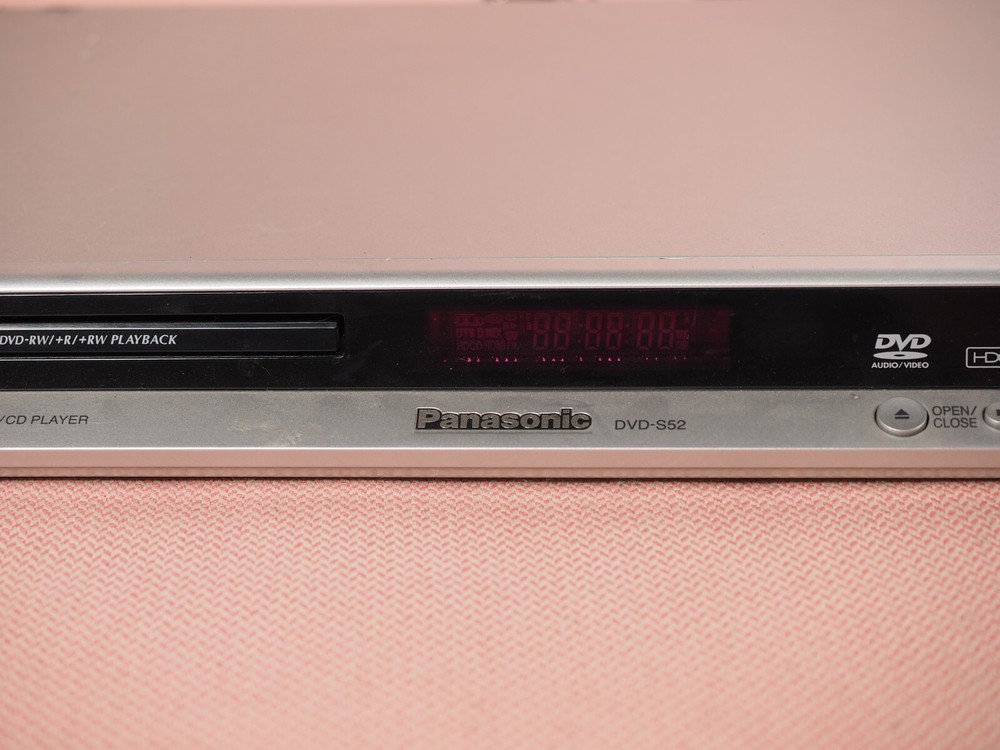 DVD-RW/+R/+RW PLAYBACK
DVD
AUDIO/VIDEO
/CD PLAYER
Panasonic
DVD-S52
OPEN/
CLOSE